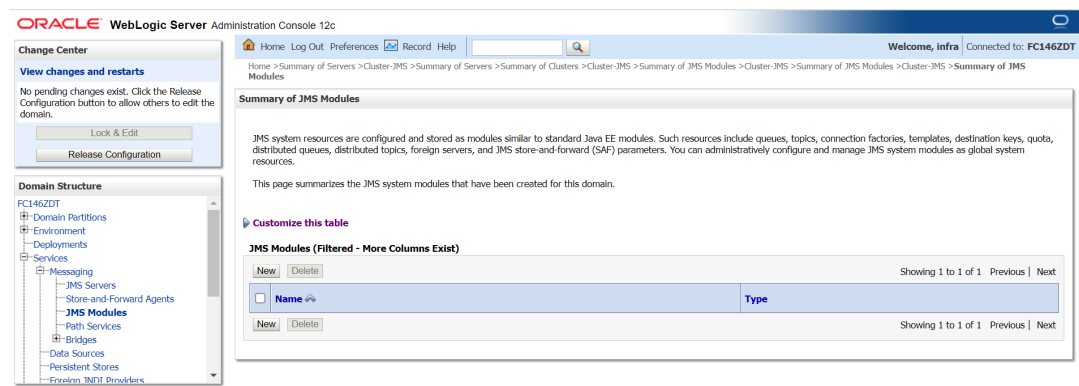 ORACLE WebLogic Server Administration Console 12c
Change Center
View changes and restarts
No pending changes exist. Click the Release
Configuration button to allow others to edit the
domain.
Lock & Edit
Release Configuration
Domain Structure
FC146ZDT
Domain Partitions
Environment
Deployments
Services
Messaging
JMS Servers
Store-and-Forward Agents
JMS Modules
Path Services
Bridges
Data Sources
Persistent Stores
Foreign JNDI Providers
Home Log Out Preferences Record Help
Welcome, infra Connected to: FC146ZDT
Home >Summary of Servers >Cluster-JMS >Summary of Servers >Summary of Clusters >Cluster-JMS >Summary of JMS Modules >Cluster-JMS >Summary of JMS Modules >Cluster-JMS >Summary of JMS
Modules
Summary of JMS Modules
JMS system resources are configured and stored as modules similar to standard Java EE modules. Such resources include queues, topics, connection factories, templates, destination keys, quota,
distributed queues, distributed topics, foreign servers, and JMS store-and-forward (SAF) parameters. You can administratively configure and manage JMS system modules as global system
resources.
This page summarizes the JMS system modules that have been created for this domain.
Customize this table
JMS Modules (Filtered - More Columns Exist)
New Delete
Showing 1 to 1 of 1 Previous | Next
Name
Type
New Delete
Showing 1 to 1 of 1 Previous | Next